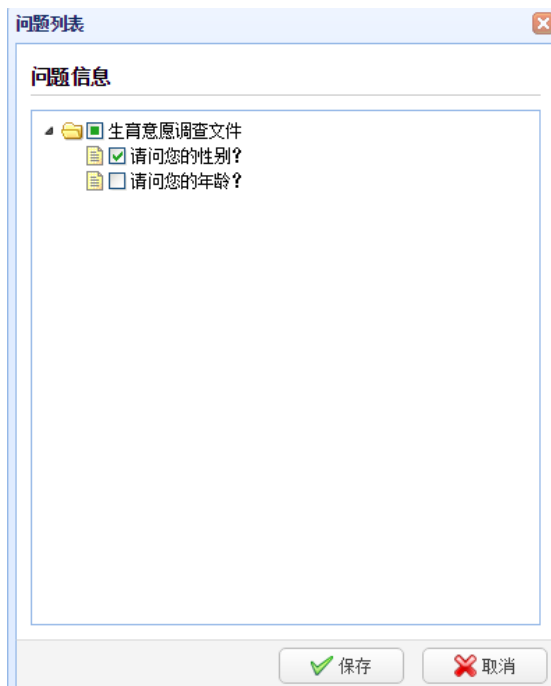 问题列表
问题信息
生育意愿调查文件
请问您的性别?
请问您的年龄?
保存
取消